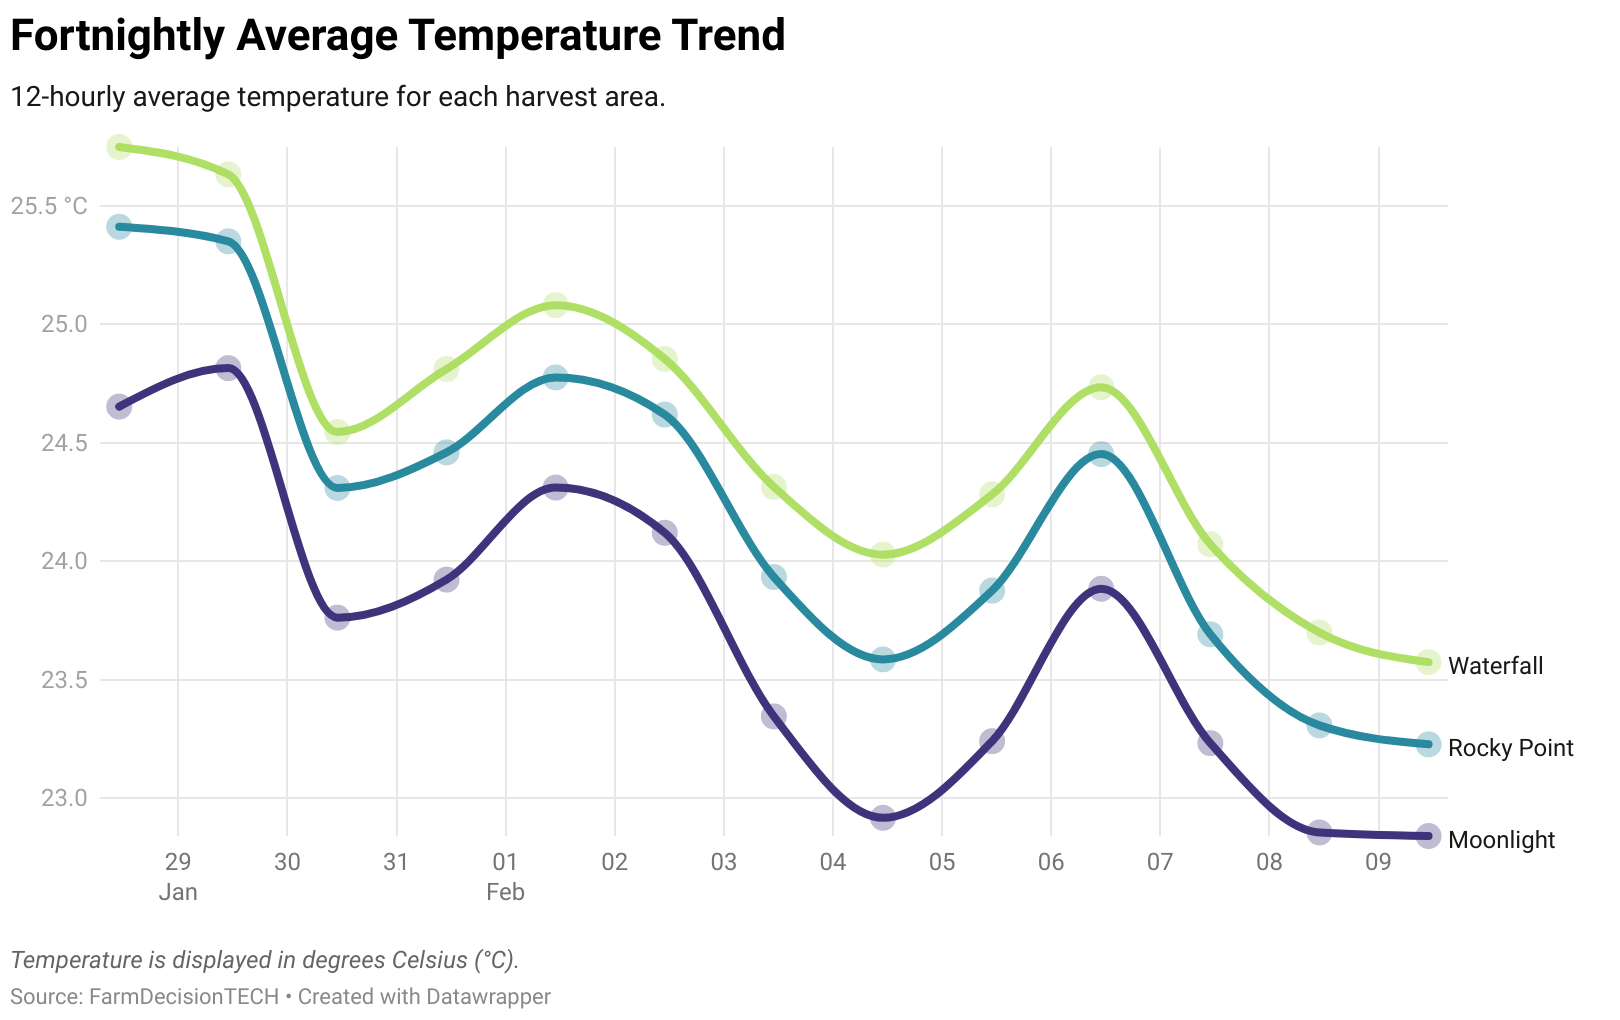 Fortnightly Average Temperature Trend
12-hourly average temperature for each harvest area.
25.5 °C
25.0
24.5
24.0
23.5
23.0
Waterfall
Rocky Point
Moonlight
29 30 31 01 02 03 04 05 06 07 08 09
Jan Feb
Temperature is displayed in degrees Celsius (°C).
Source: FarmDecisionTECH • Created with Datawrapper